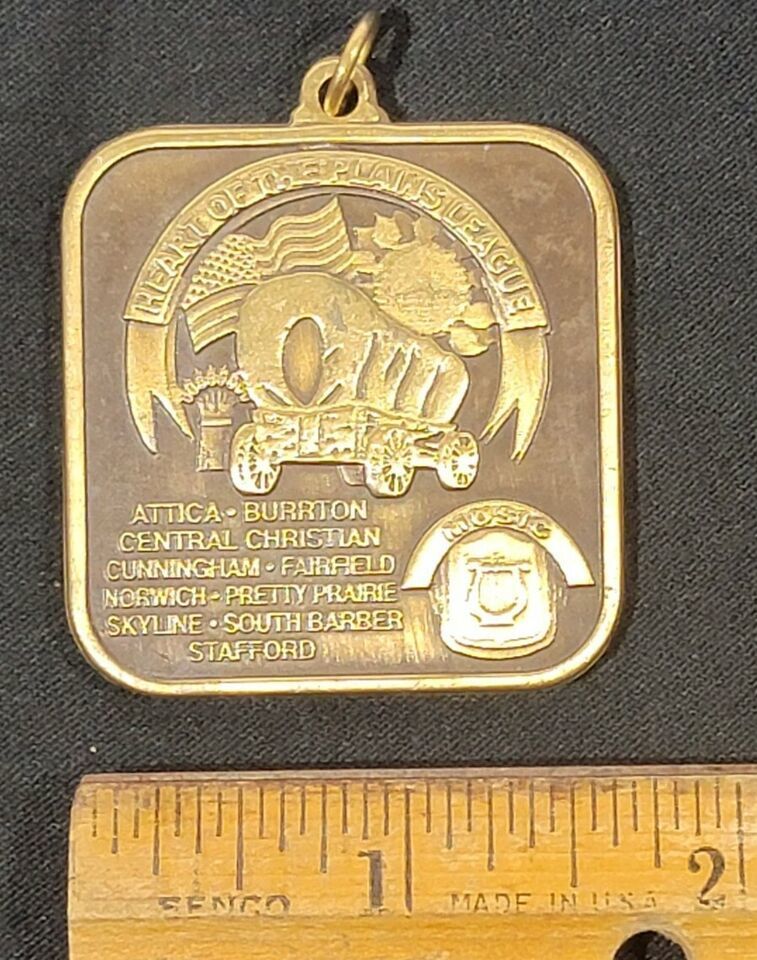 HEART OF THE PLAINS LEAGUE
ATTICA • BURRTON
CENTRAL CHRISTIAN
CUNNINGHAM • FAIRFIELD
NORWICH • PRETTY PRAIRIE
SKYLINE • SOUTH BARBER
STAFFORD
MUSIC
1 2
SENCO MADE IN U.S.A.